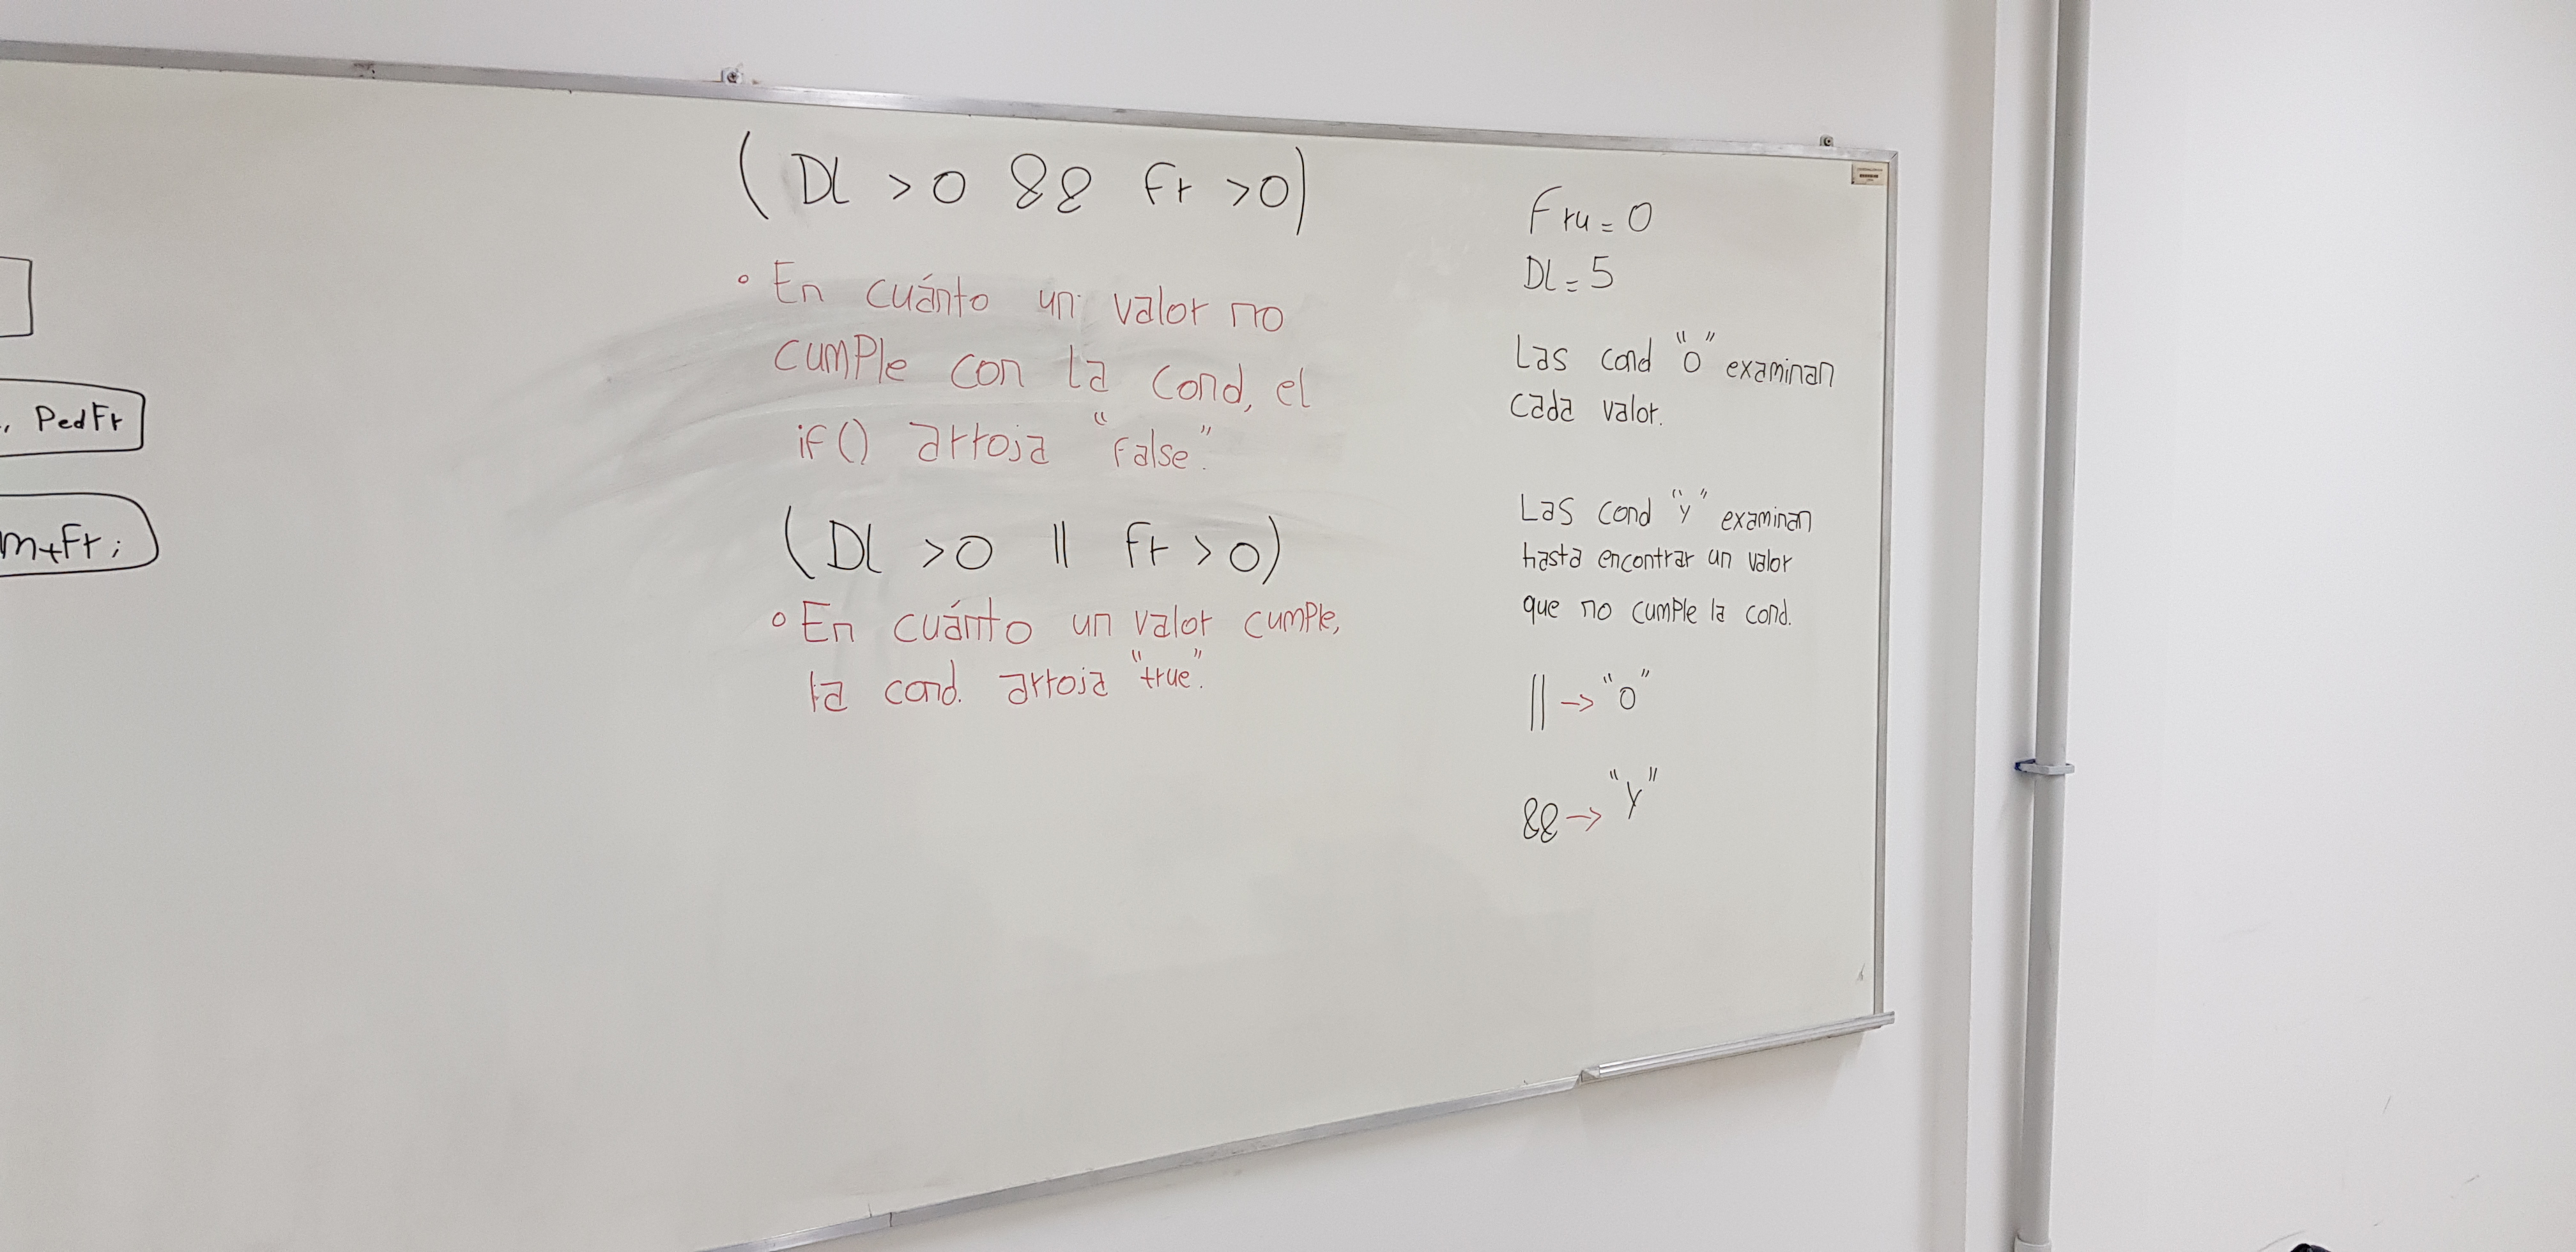 , PedFr
m+Fr;
(DL >0 && Fr >0)
° En cuánto un valor no
cumPle con la cond, el
if() arroja "False".
(DL >0 || Fr >0)
° En cuánto un valor cumPle,
la cond. arroja "true".
Fru = 0
DL = 5
Las cond "o" examinan
cada valor.
Las cond "y" examinan
hasta encontrar un valor
que no cumPle la cond.
|| → "o"
&& → "Y"